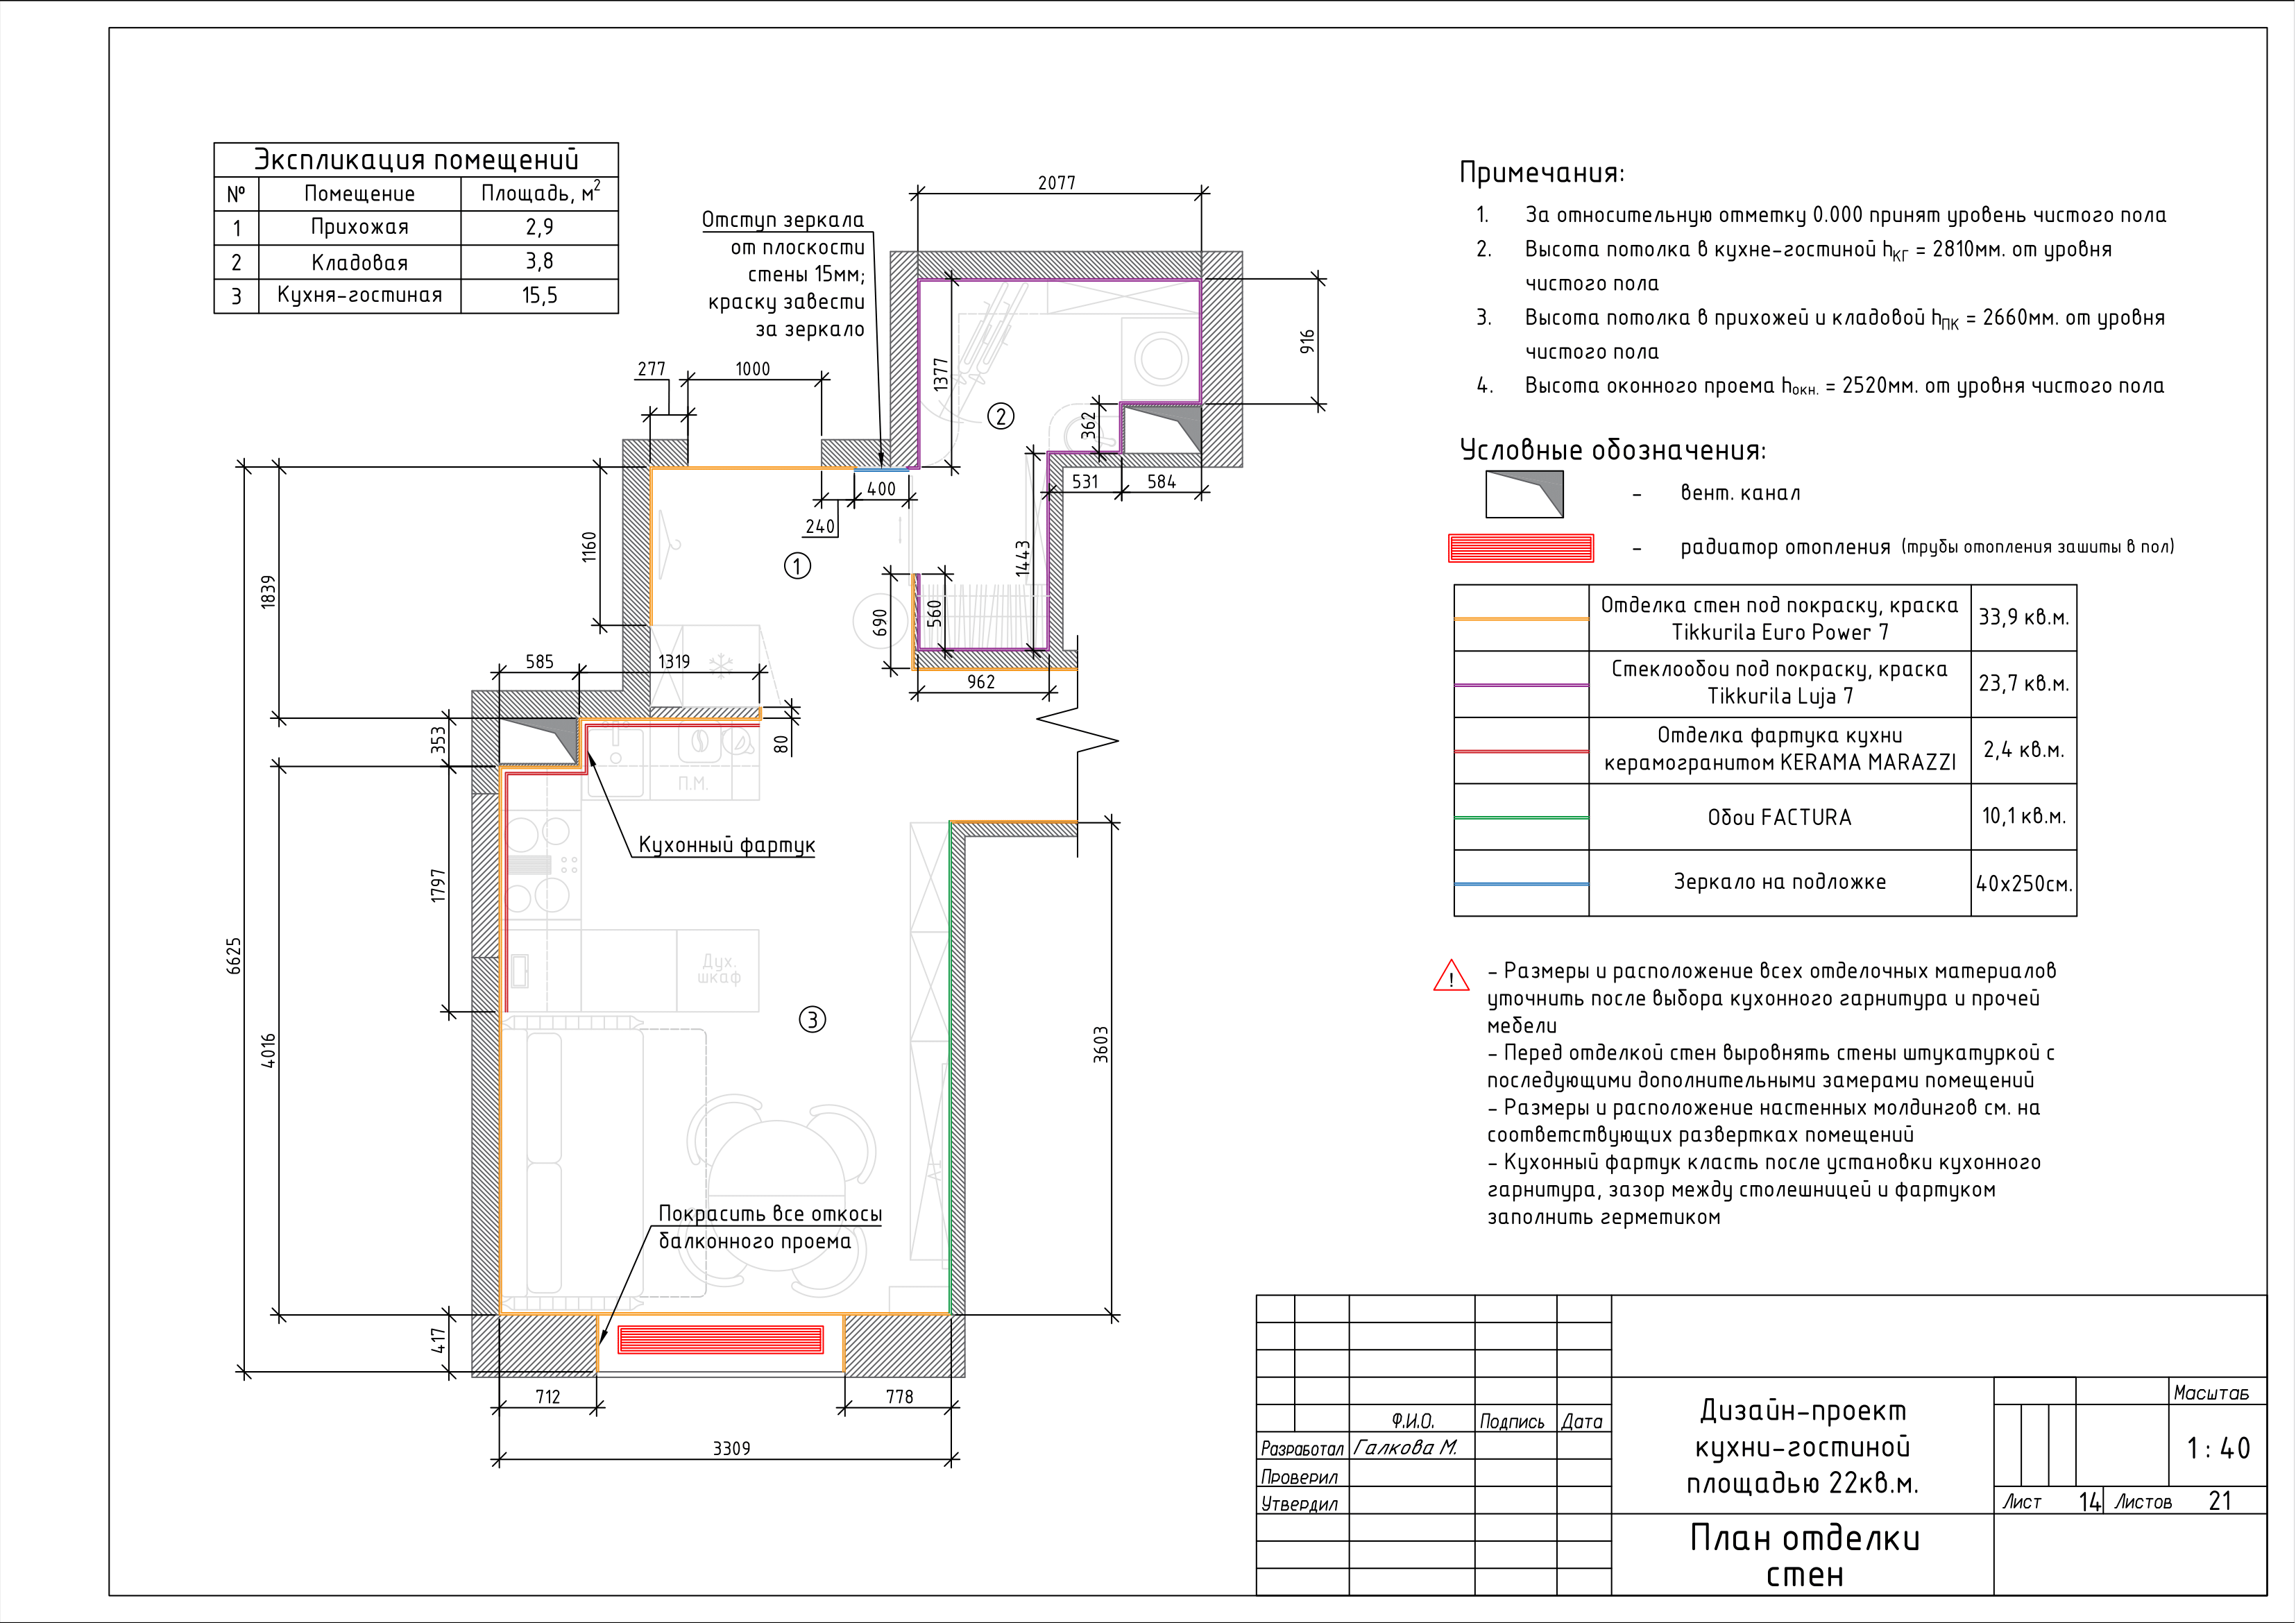 Экспликация помещений
№ Помещение Площадь, м²
1 Прихожая 2,9
2 Кладовая 3,8
3 Кухня-гостиная 15,5
Отступ зеркала
от плоскости
стены 15мм;
краску завести
за зеркало
2077
277
1000
1377
916
2
362
531
584
400
240
1160
1
1443
1839
690
560
585
1319
962
80
353
П.М.
Кухонный фартук
1797
6625
Дух.
шкаф
3
4016
3603
Покрасить все откосы
балконного проема
417
712
778
3309
Примечания:
1. За относительную отметку 0.000 принят уровень чистого пола
2. Высота потолка в кухне-гостиной hКГ = 2810мм. от уровня
чистого пола
3. Высота потолка в прихожей и кладовой hПК = 2660мм. от уровня
чистого пола
4. Высота оконного проема hокн. = 2520мм. от уровня чистого пола
Условные обозначения:
- вент. канал
- радиатор отопления (трубы отопления зашиты в пол)
Отделка стен под покраску, краска
Tikkurila Euro Power 7
33,9 кв.м.
Стеклообои под покраску, краска
Tikkurila Luja 7
23,7 кв.м.
Отделка фартука кухни
керамогранитом KERAMA MARAZZI
2,4 кв.м.
Обои FACTURA
10,1 кв.м.
Зеркало на подложке
40х250см.
!
- Размеры и расположение всех отделочных материалов
уточнить после выбора кухонного гарнитура и прочей
мебели
- Перед отделкой стен выровнять стены штукатуркой с
последующими дополнительными замерами помещений
- Размеры и расположение настенных молдингов см. на
соответствующих развертках помещений
- Кухонный фартук класть после установки кухонного
гарнитура, зазор между столешницей и фартуком
заполнить герметиком
Ф.И.О. Подпись Дата
Разработал Галкова М.
Проверил
Утвердил
Дизайн-проект
кухни-гостиной
площадью 22кв.м.
План отделки
стен
Масштаб
1 : 40
Лист 14 Листов 21